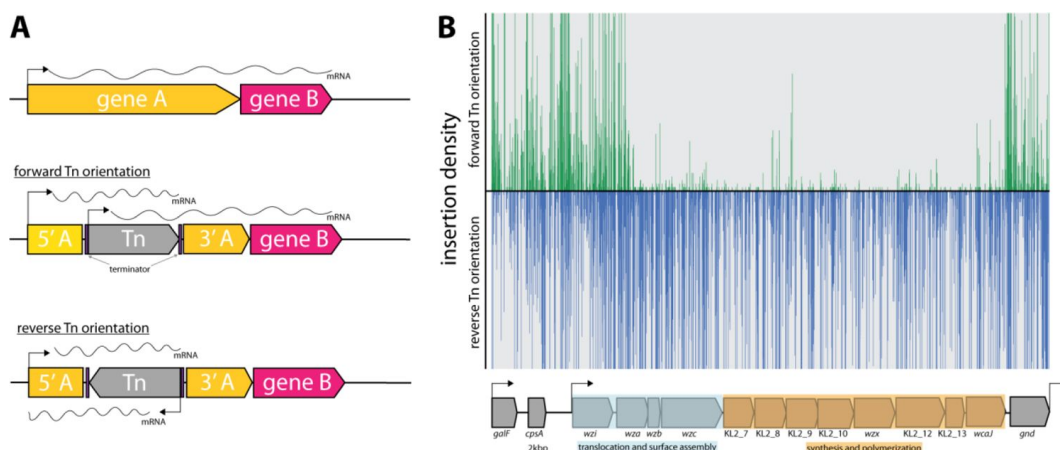 A
mRNA
gene A
gene B
forward Tn orientation
mRNA
mRNA
5' A
Tn
3' A
gene B
terminator
reverse Tn orientation
mRNA
5' A
Tn
3' A
gene B
mRNA
B
insertion density
forward Tn orientation
reverse Tn orientation
galF
cpsA
wzi
wza
wzb
wzc
KL2_7
KL2_8
KL2_9
KL2_10
wzx
KL2_12
KL2_13
wcaJ
gnd
2kbp
translocation and surface assembly
synthesis and polymerization